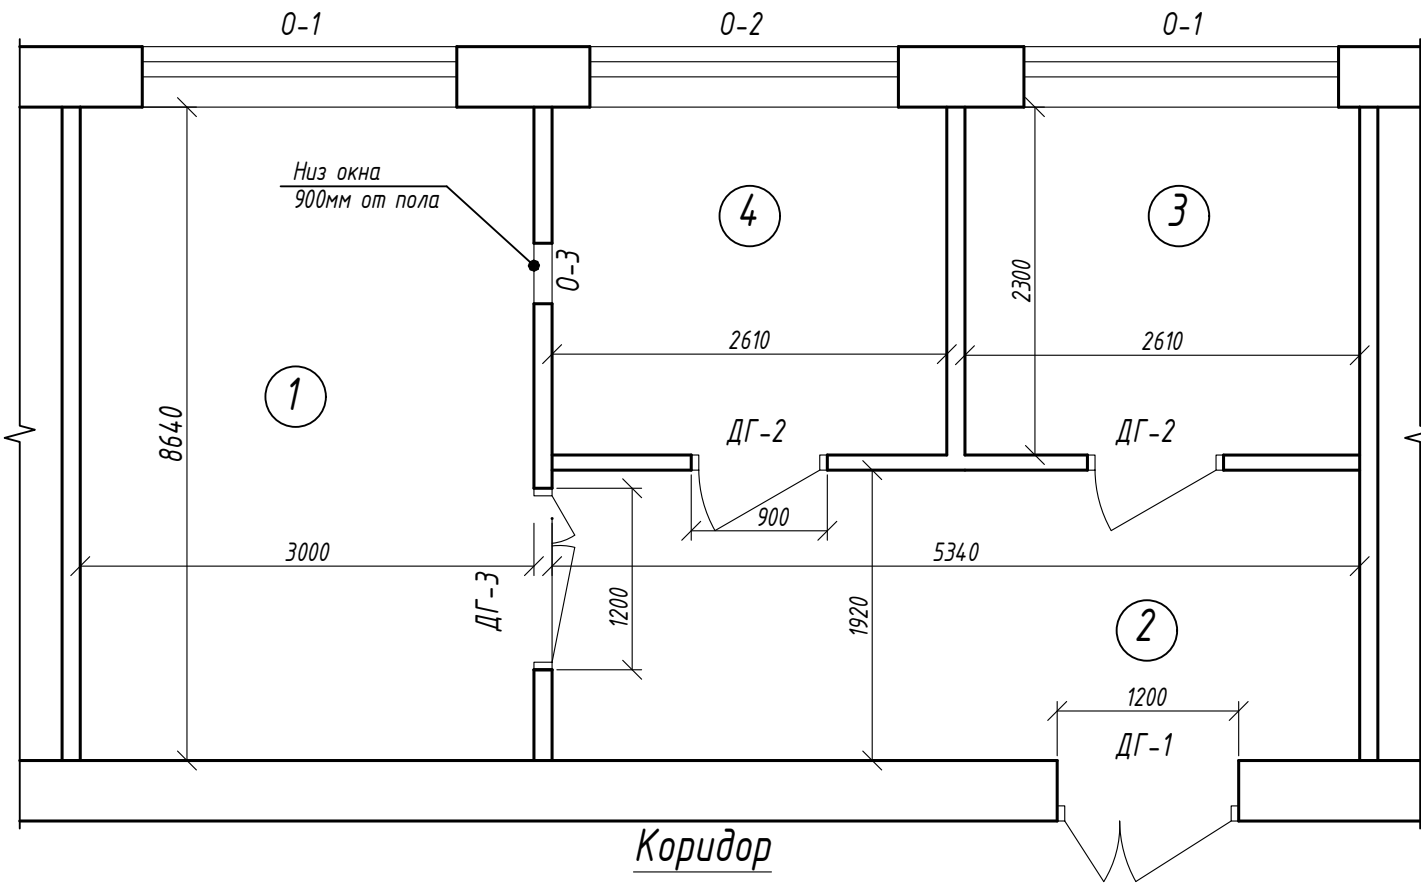 О-1
О-2
О-1
Низ окна
900мм от пола
4
3
О-3
2300
2610
2610
1
8640
ДГ-2
ДГ-2
900
3000
5340
ДГ-3
1200
1920
2
1200
ДГ-1
Коридор